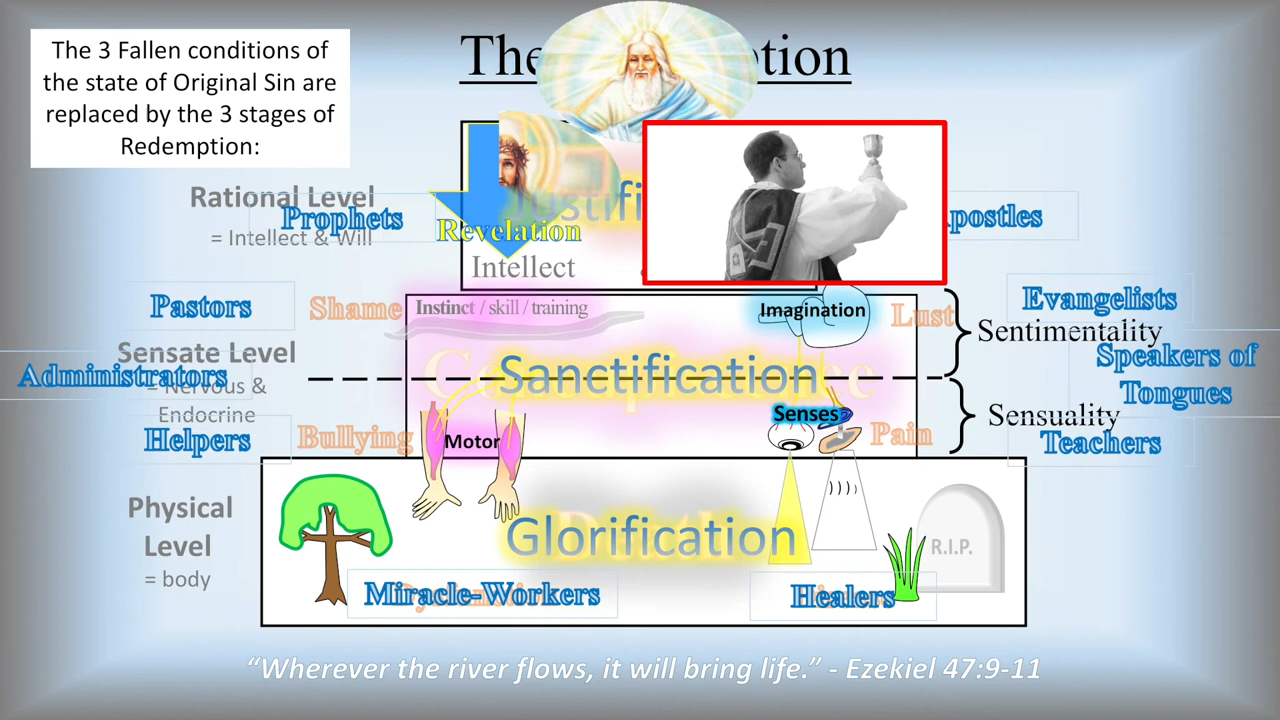 The 3 Fallen conditions of
the state of Original Sin are
replaced by the 3 stages of
Redemption:
The
tion
Rational Level
= Intellect & Will
Prophets
Justifi
Revelation
Intellect
postles
Pastors
Shame
Instinct / skill / training
Imagination
Lust
Evangelists
Sentimentality
Sensate Level
= Nervous &
Endocrine
Administrators
Sanctification
Speakers of
Tongues
Helpers
Bullying
Motor
Senses
Pain
Sensuality
Teachers
Physical
Level
= body
Glorification
R.I.P.
Miracle-Workers
Healers
“Wherever the river flows, it will bring life.” - Ezekiel 47:9-11